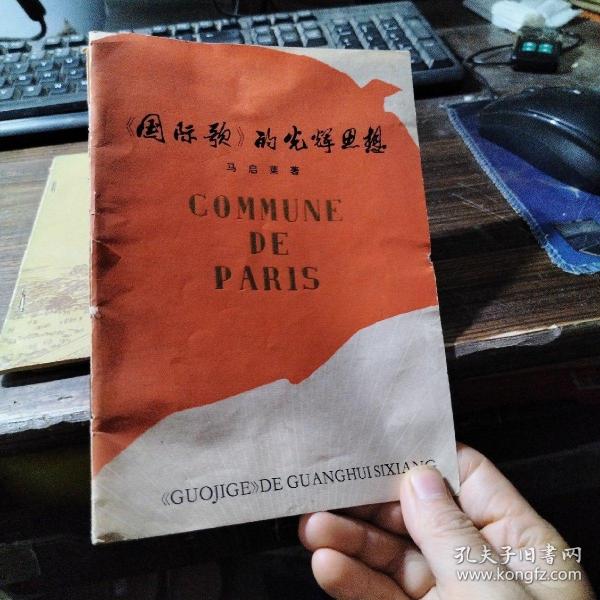 《国际歌》的光辉思想
马启莱著
COMMUNE
DE
PARIS
《GUOJIGE》DE GUANGHUI SIXIANG
孔夫子旧书网
www.kongfz.com